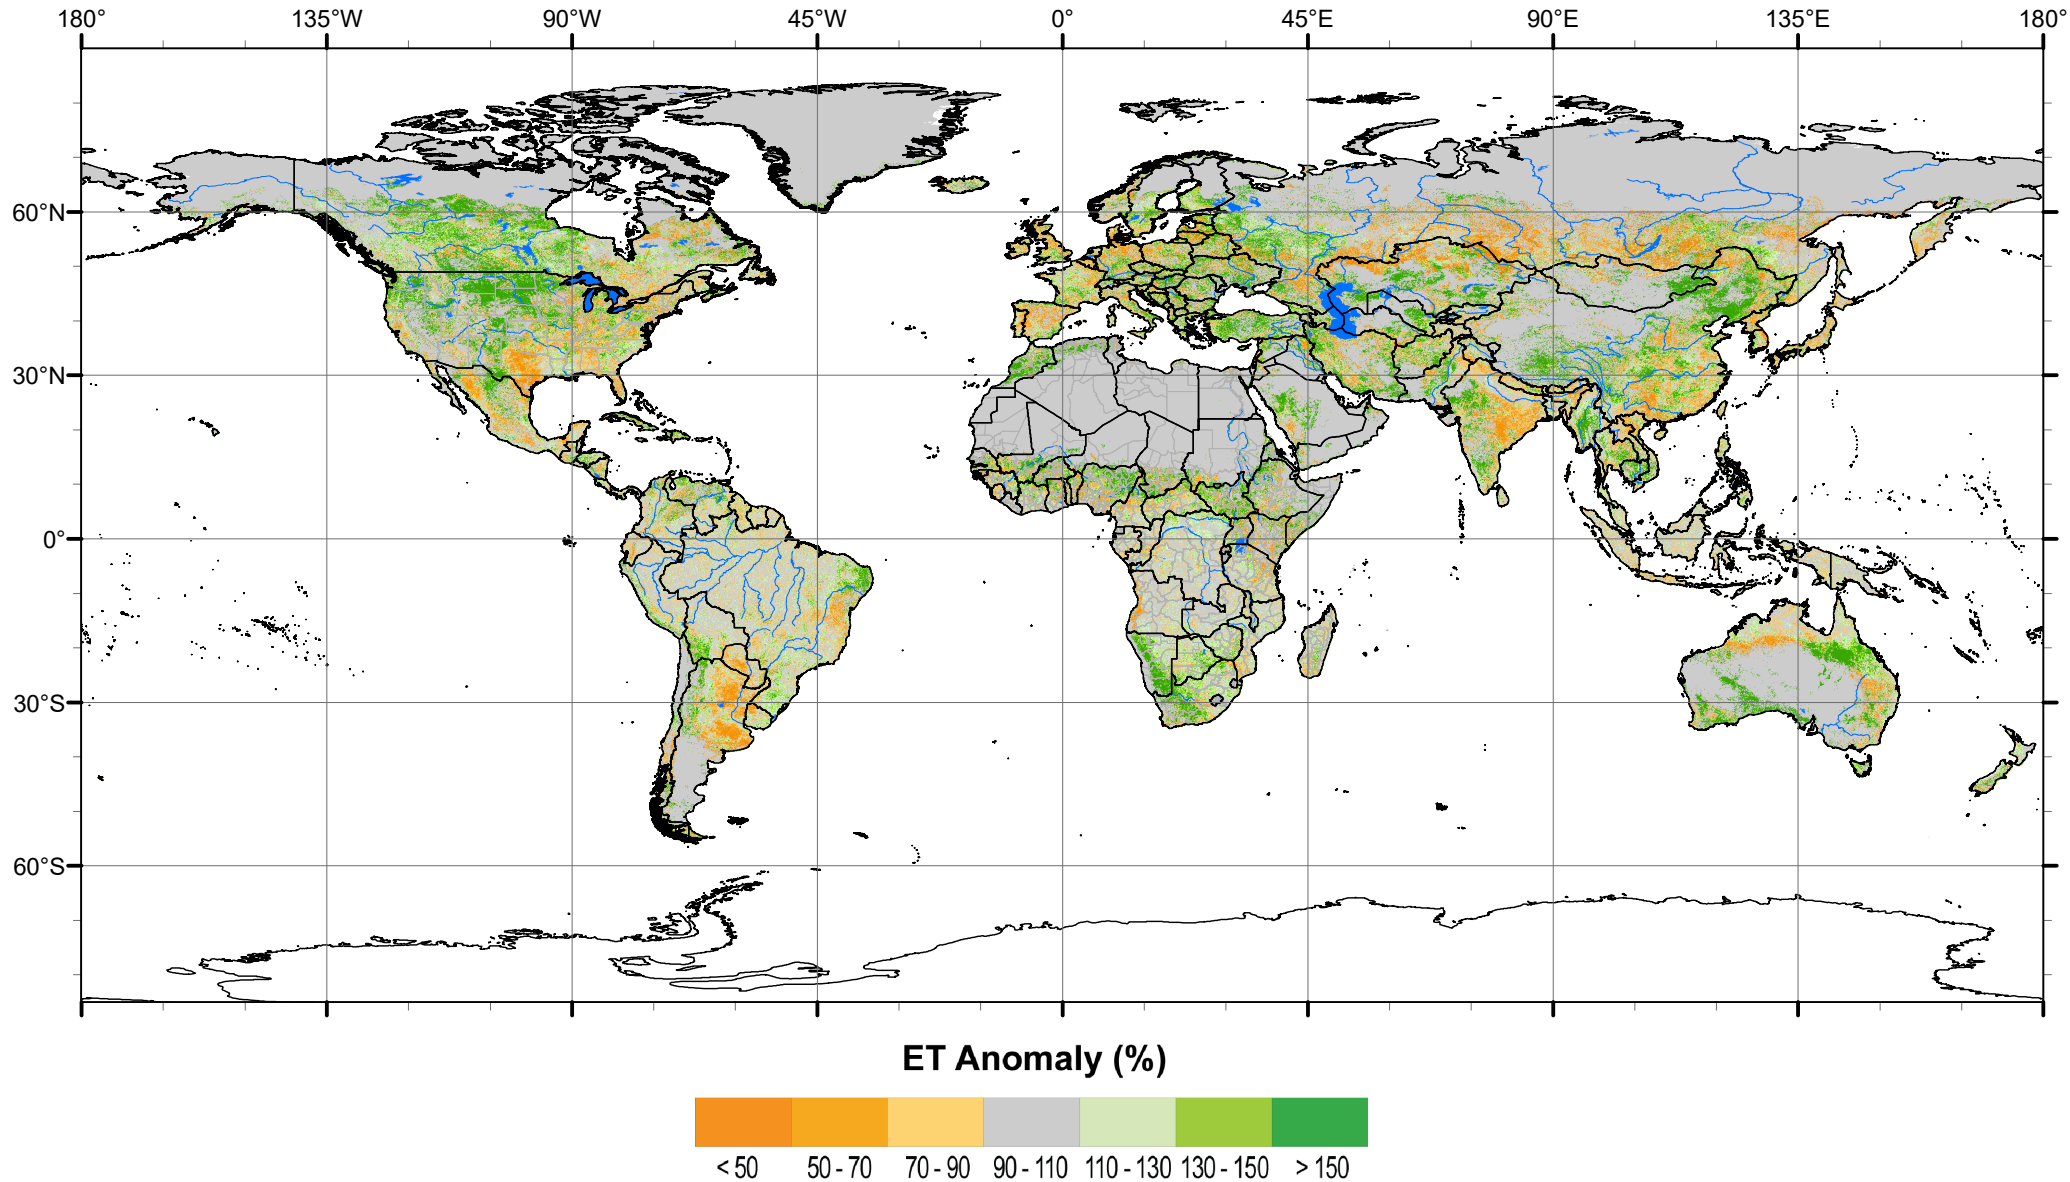 180° 135°W 90°W 45°W 0° 45°E 90°E 135°E 180°
60°N
30°N
0°
30°S
60°S
ET Anomaly (%)
< 50 50 - 70 70 - 90 90 - 110 110 - 130 130 - 150 > 150